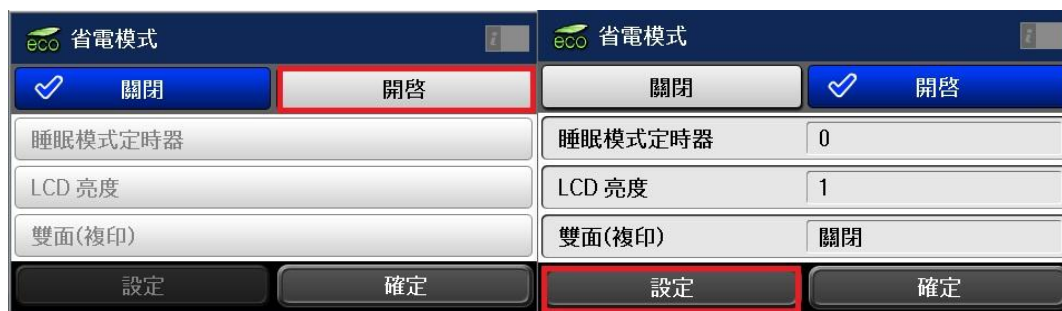 eco 省電模式
關閉 開啓
睡眠模式定時器
LCD 亮度
雙面(複印)
設定 確定
eco 省電模式
關閉 開啓
睡眠模式定時器 0
LCD 亮度 1
雙面(複印) 關閉
設定 確定